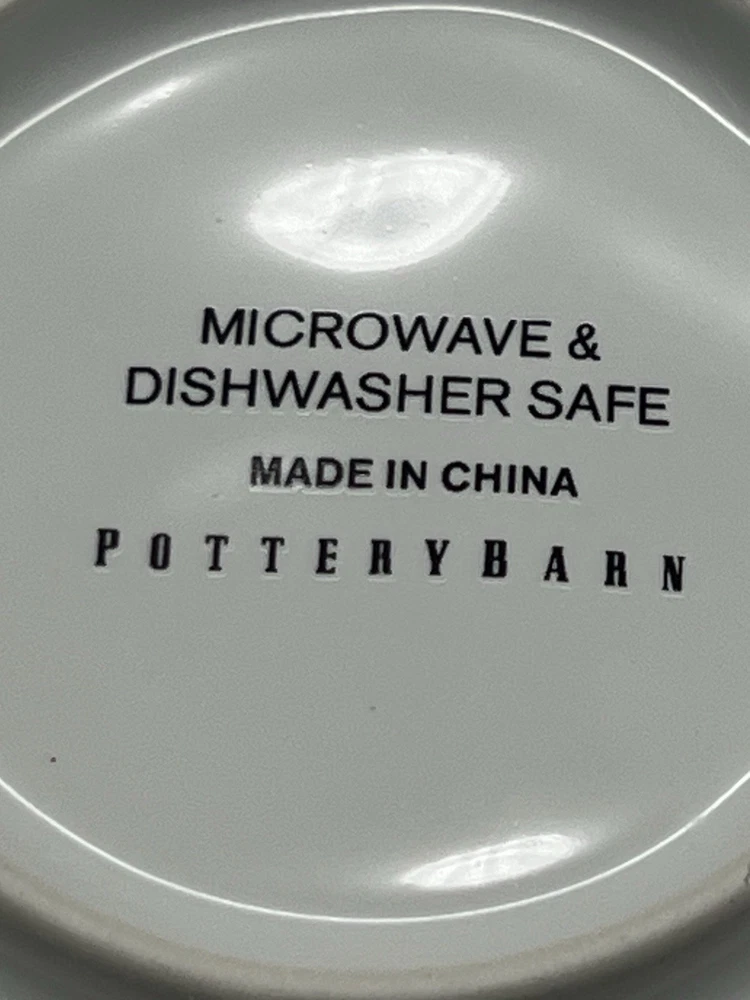 MICROWAVE &
DISHWASHER SAFE
MADE IN CHINA
POTTERYBARN